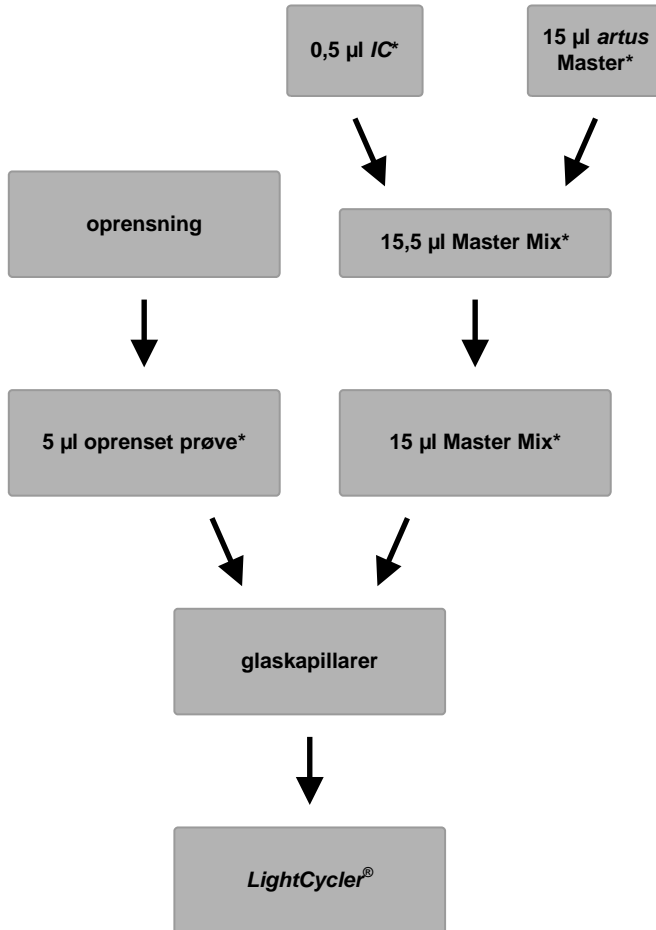 0,5 µl IC*
15 µl artus
Master*
oprensning
15,5 µl Master Mix*
5 µl oprenset prøve*
15 µl Master Mix*
glaskapillarer
LightCycler®